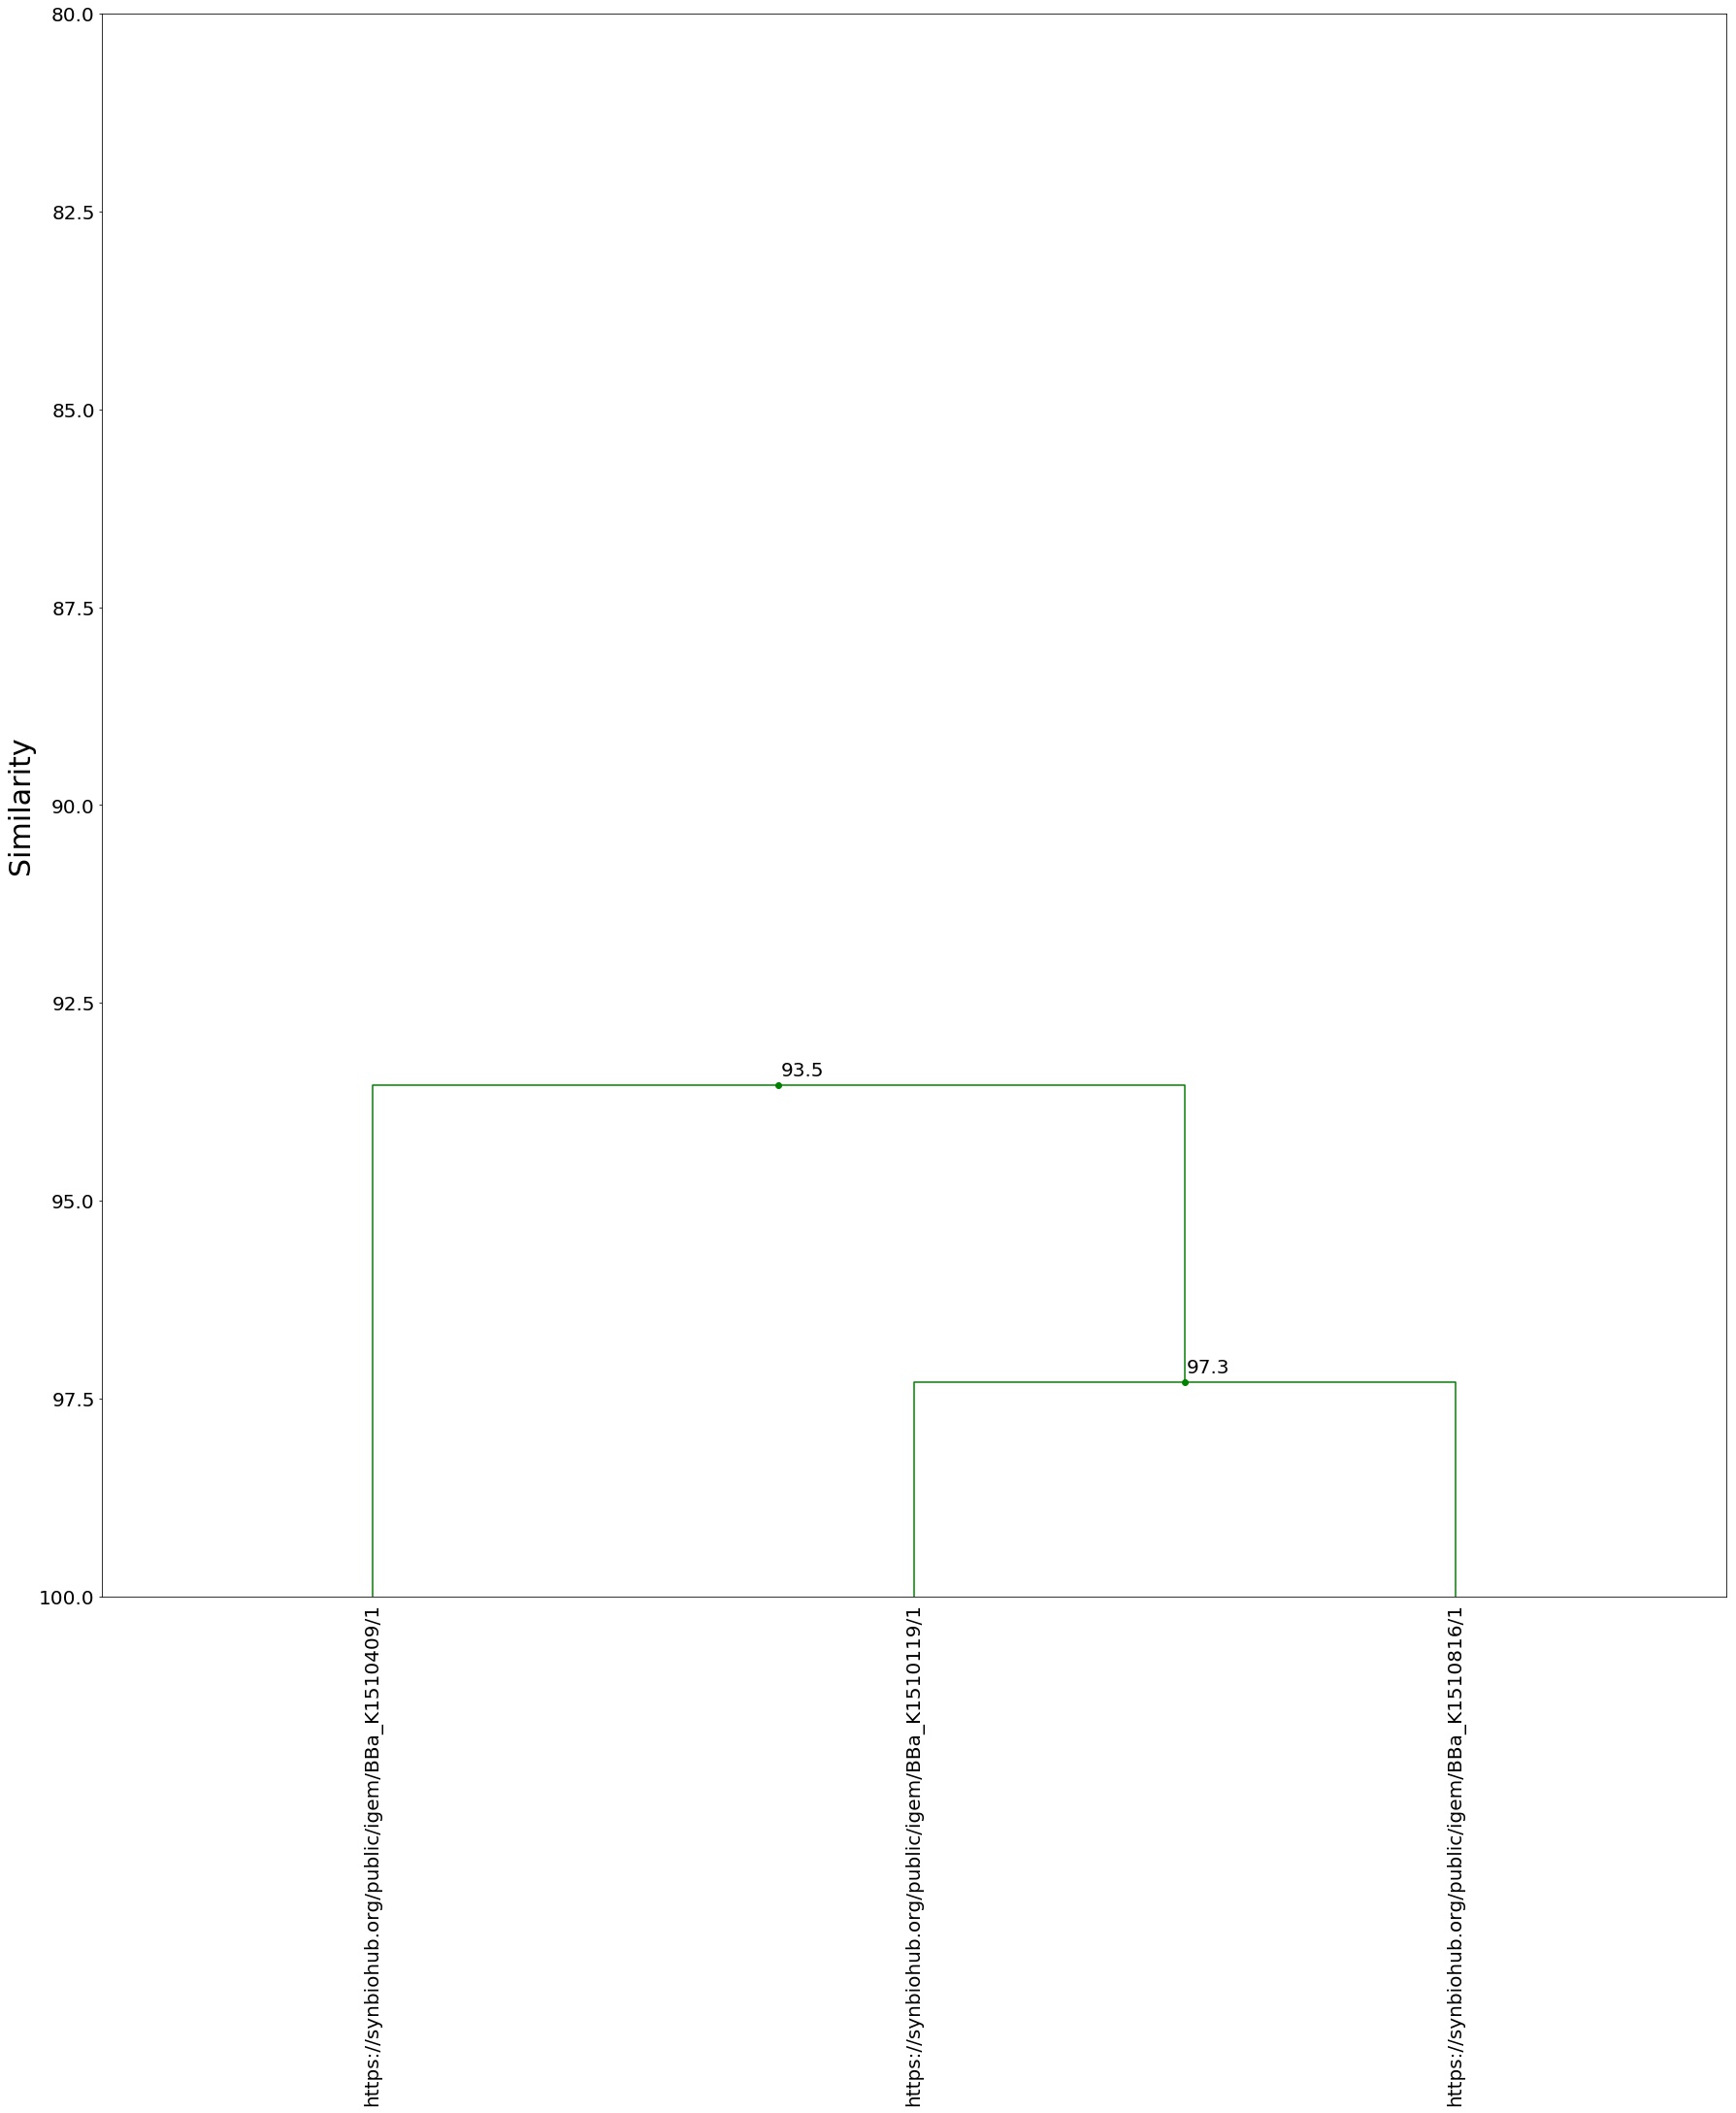 80.0
82.5
85.0
87.5
90.0
92.5
95.0
97.5
100.0
Similarity
93.5
97.3
https://synbiohub.org/public/igem/BBa_K1510409/1
https://synbiohub.org/public/igem/BBa_K1510119/1
https://synbiohub.org/public/igem/BBa_K1510816/1